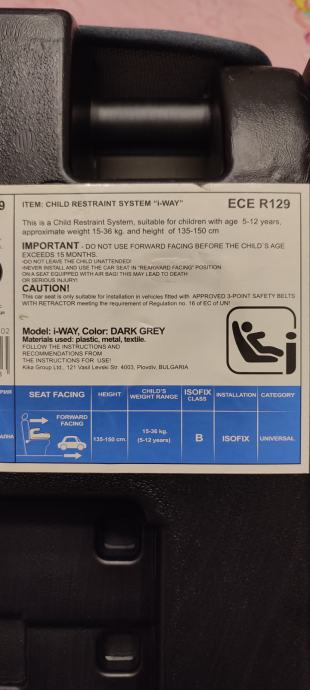 9
ITEM: CHILD RESTRAINT SYSTEM "i-WAY" ECE R129
This is a Child Restraint System, suitable for children with age 5-12 years,
approximate weight 15-36 kg. and height of 135-150 cm
IMPORTANT - DO NOT USE FORWARD FACING BEFORE THE CHILD`S AGE
EXCEEDS 15 MONTHS.
-DO NOT LEAVE THE CHILD UNATTENDED!
-NEVER INSTALL AND USE THE CAR SEAT IN "REARWARD FACING" POSITION
ON A SEAT EQUIPPED WITH AIR BAG! THIS MAY LEAD TO DEATH
OR SERIOUS INJURY!
CAUTION!
This car seat is only suitable for installation in vehicles fitted with APPROVED 3-POINT SAFETY BELTS
WITH RETRACTOR meeting the requirement of Regulation no. 16 of EC of UN!
02
Model: i-WAY, Color: DARK GREY
Materials used: plastic, metal, textile.
FOLLOW THE INSTRUCTIONS AND
RECOMMENDATIONS FROM
THE INSTRUCTIONS FOR USE!
Kika Group Ltd., 121 Vasil Levski Str. 4003, Plovdiv, BULGARIA
i
SEAT FACING HEIGHT CHILD'S WEIGHT RANGE ISOFIX CLASS INSTALLATION CATEGORY
FORWARD FACING 135-150 cm. 15-36 kg. (5-12 years) B ISOFIX UNIVERSAL